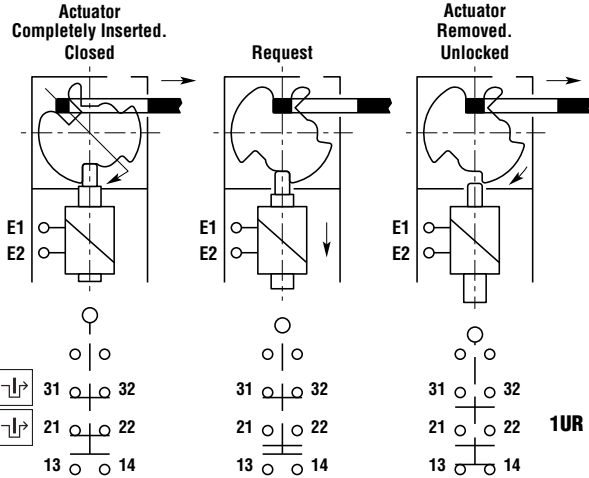 Actuator
Completely Inserted.
Closed
Request
Actuator
Removed.
Unlocked
E1
E2
E1
E2
E1
E2
31 32
31 32
31 32
21 22
21 22
21 22
1UR
13 14
13 14
13 14